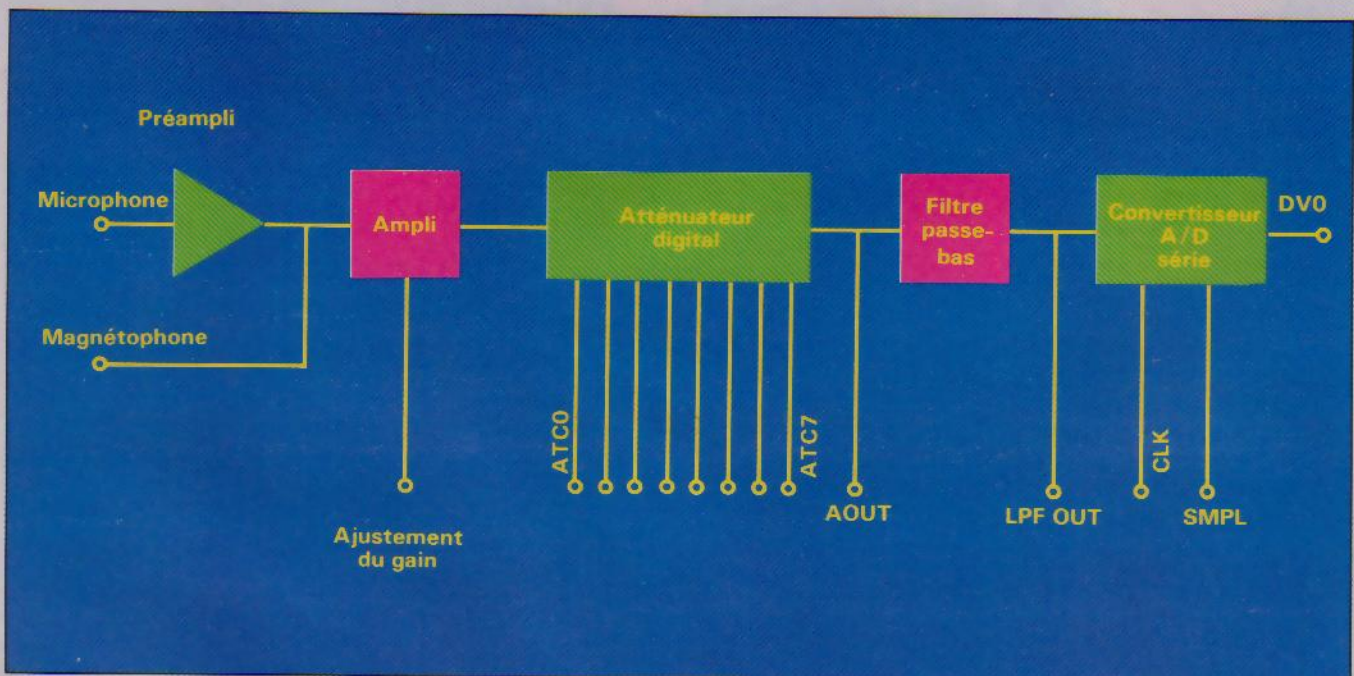 Préampli
Microphone
Ampli
Atténuateur
digital
Filtre
passe-
bas
Convertisseur
A/D
série
DV0
Magnétophone
ATC0
ATC7
CLK
AOUT
LPF OUT
SMPL
Ajustement
du gain